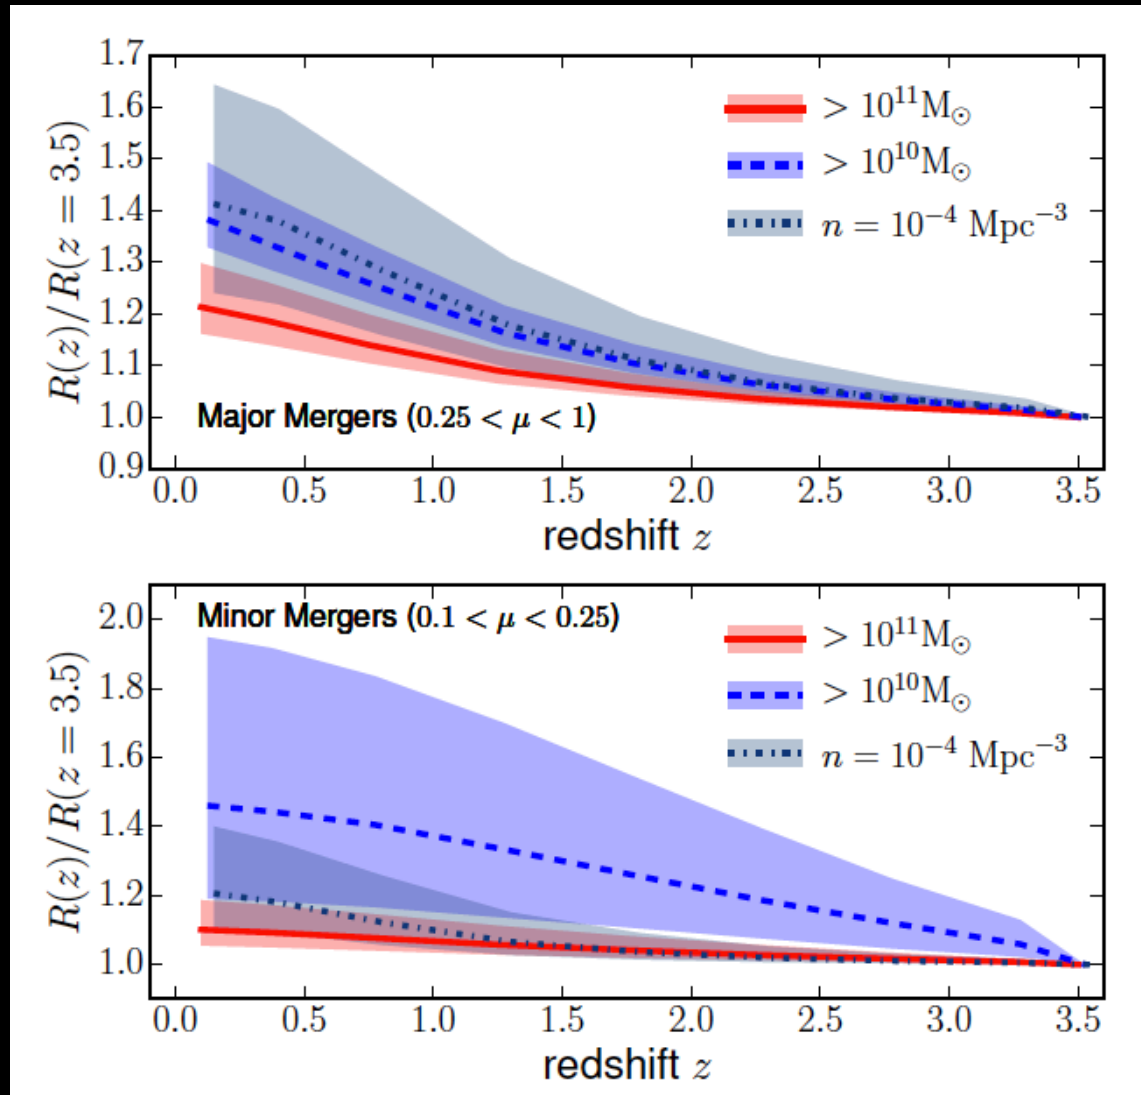 1.7
1.6
1.5
1.4
1.3
1.2
1.1
1.0
0.9
R(z)/R(z = 3.5)
> 10¹¹M☉
> 10¹⁰M☉
n = 10⁻⁴ Mpc⁻³
Major Mergers (0.25 < μ < 1)
0.0 0.5 1.0 1.5 2.0 2.5 3.0 3.5
redshift z
2.0
1.8
1.6
1.4
1.2
1.0
R(z)/R(z = 3.5)
Minor Mergers (0.1 < μ < 0.25)
> 10¹¹M☉
> 10¹⁰M☉
n = 10⁻⁴ Mpc⁻³
0.0 0.5 1.0 1.5 2.0 2.5 3.0 3.5
redshift z